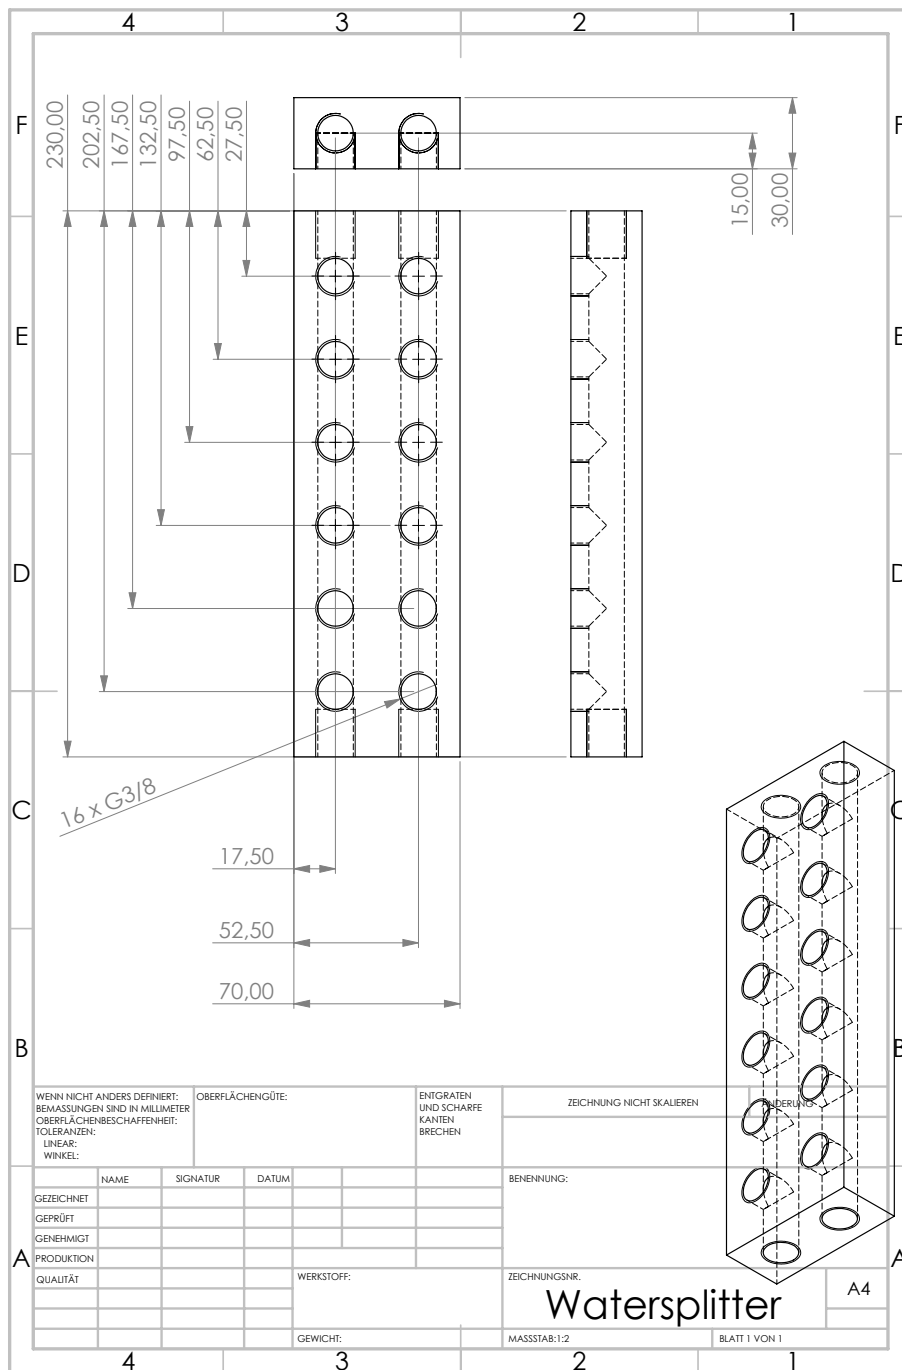 4 3 2 1
F F
E E
D D
C C
B B
A A
230,00
202,50
167,50
132,50
97,50
62,50
27,50
15,00
30,00
16 x G3/8
17,50
52,50
70,00
WENN NICHT ANDERS DEFINIERT:
BEMASSUNGEN SIND IN MILLIMETER
OBERFLÄCHENBESCHAFFENHEIT:
TOLERANZEN:
LINEAR:
WINKEL:
OBERFLÄCHENGÜTE:
ENTGRATEN
UND SCHARFE
KANTEN
BRECHEN
ZEICHNUNG NICHT SKALIEREN
ÄNDERUNG
NAME SIGNATUR DATUM
GEZEICHNET
GEPRÜFT
GENEHMIGT
PRODUKTION
QUALITÄT
BENENNUNG:
WERKSTOFF:
ZEICHNUNGSNR.
Watersplitter
A4
GEWICHT:
MASSSTAB:1:2
BLATT 1 VON 1
4 3 2 1